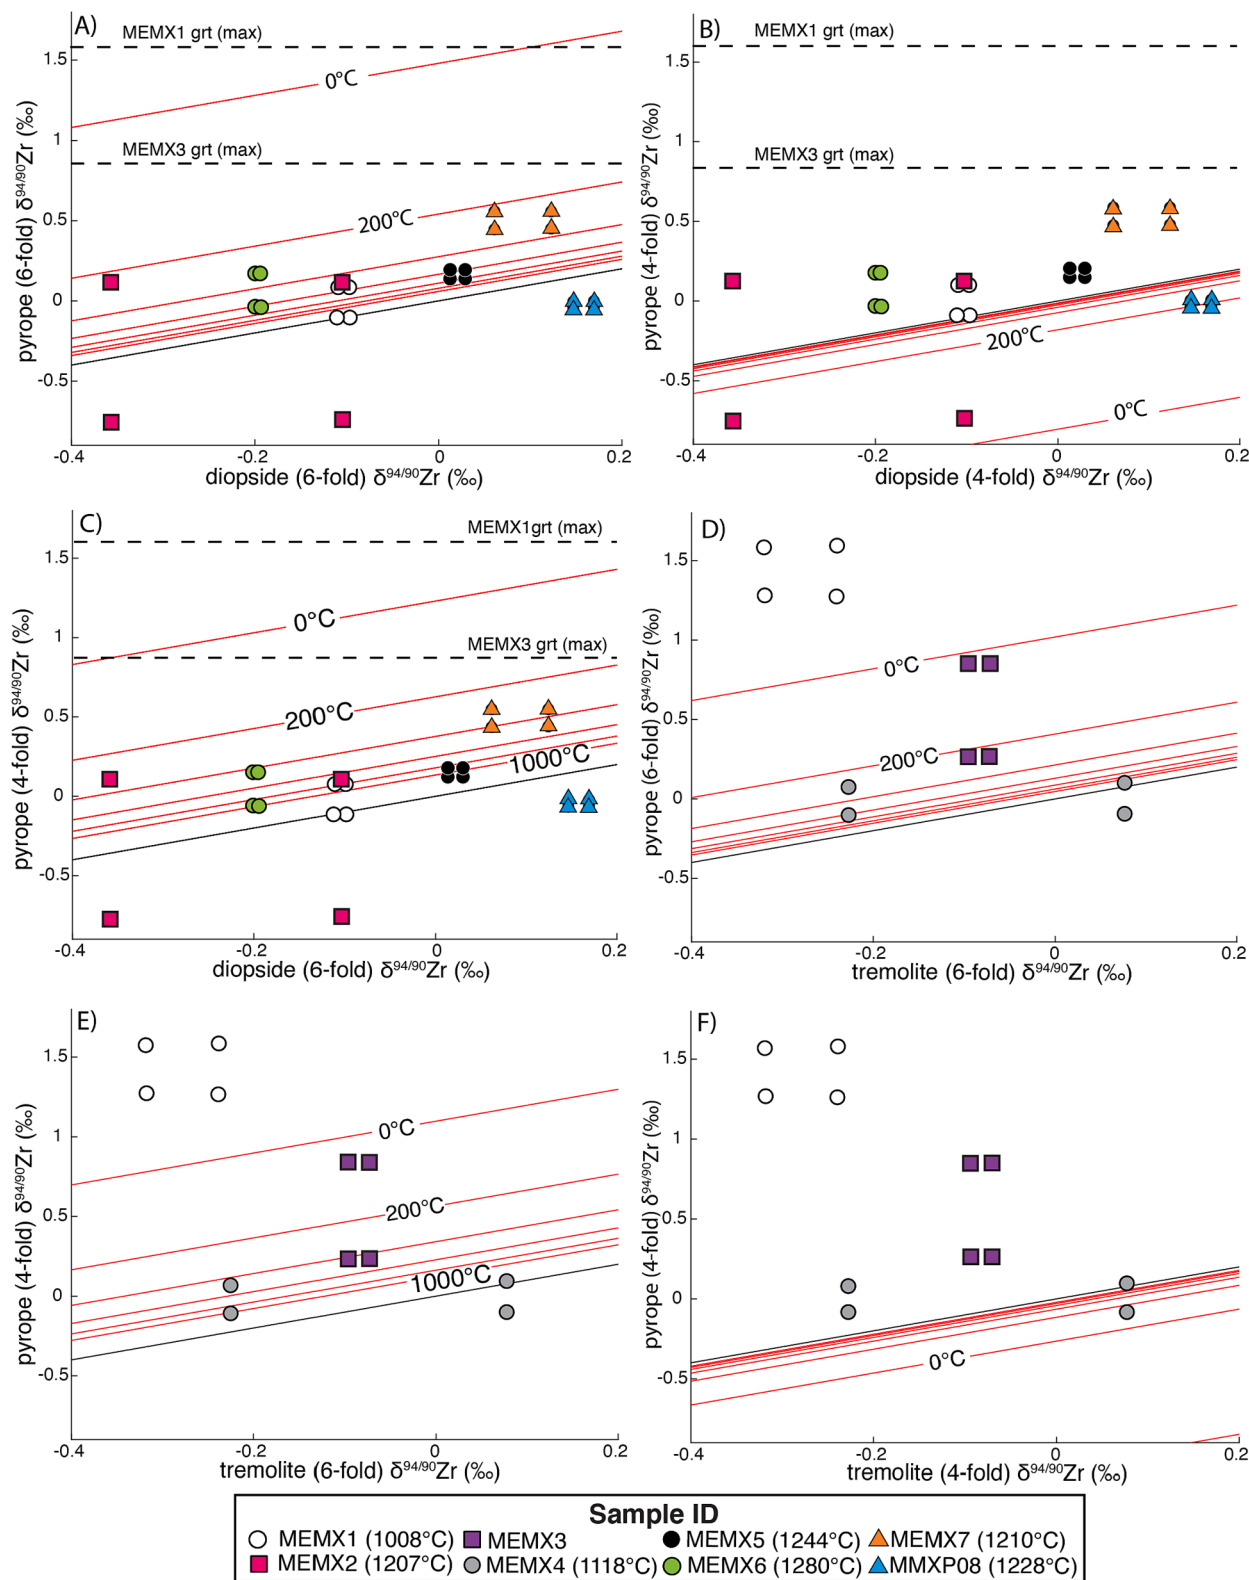 A)
MEMX1 grt (max)
0°C
MEMX3 grt (max)
200°C
1.5
1
0.5
0
-0.5
-0.4
-0.2
0
0.2
pyrope (6-fold) δ94/90Zr (‰)
diopside (6-fold) δ94/90Zr (‰)
B)
MEMX1 grt (max)
MEMX3 grt (max)
200°C
0°C
1.5
1
0.5
0
-0.5
-0.4
-0.2
0
0.2
pyrope (4-fold) δ94/90Zr (‰)
diopside (4-fold) δ94/90Zr (‰)
C)
MEMX1grt (max)
0°C
MEMX3 grt (max)
200°C
1000°C
1.5
1
0.5
0
-0.5
-0.4
-0.2
0
0.2
pyrope (4-fold) δ94/90Zr (‰)
diopside (6-fold) δ94/90Zr (‰)
D)
0°C
200°C
1.5
1
0.5
0
-0.5
-0.4
-0.2
0
0.2
pyrope (6-fold) δ94/90Zr (‰)
tremolite (6-fold) δ94/90Zr (‰)
E)
0°C
200°C
1000°C
1.5
1
0.5
0
-0.5
-0.4
-0.2
0
0.2
pyrope (4-fold) δ94/90Zr (‰)
tremolite (6-fold) δ94/90Zr (‰)
F)
0°C
1.5
1
0.5
0
-0.5
-0.4
-0.2
0
0.2
pyrope (4-fold) δ94/90Zr (‰)
tremolite (4-fold) δ94/90Zr (‰)
Sample ID
MEMX1 (1008°C) MEMX3 MEMX5 (1244°C) MEMX7 (1210°C)
MEMX2 (1207°C) MEMX4 (1118°C) MEMX6 (1280°C) MMXP08 (1228°C)